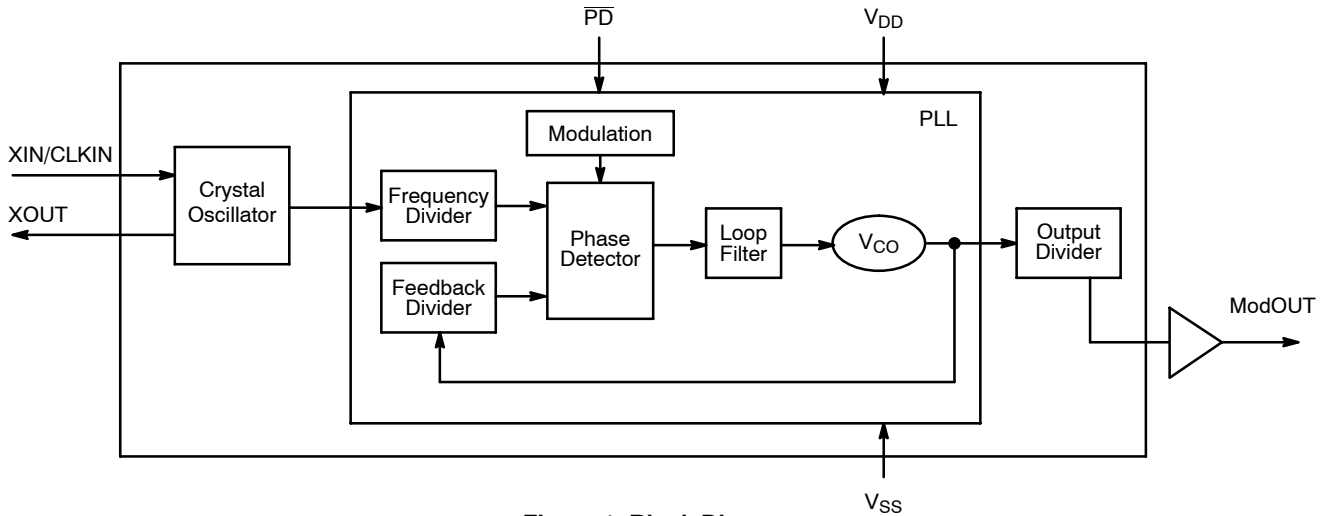 PD
VDD
PLL
Modulation
XIN/CLKIN
XOUT
Crystal
Oscillator
Frequency
Divider
Phase
Detector
Feedback
Divider
Loop
Filter
VCO
Output
Divider
ModOUT
VSS